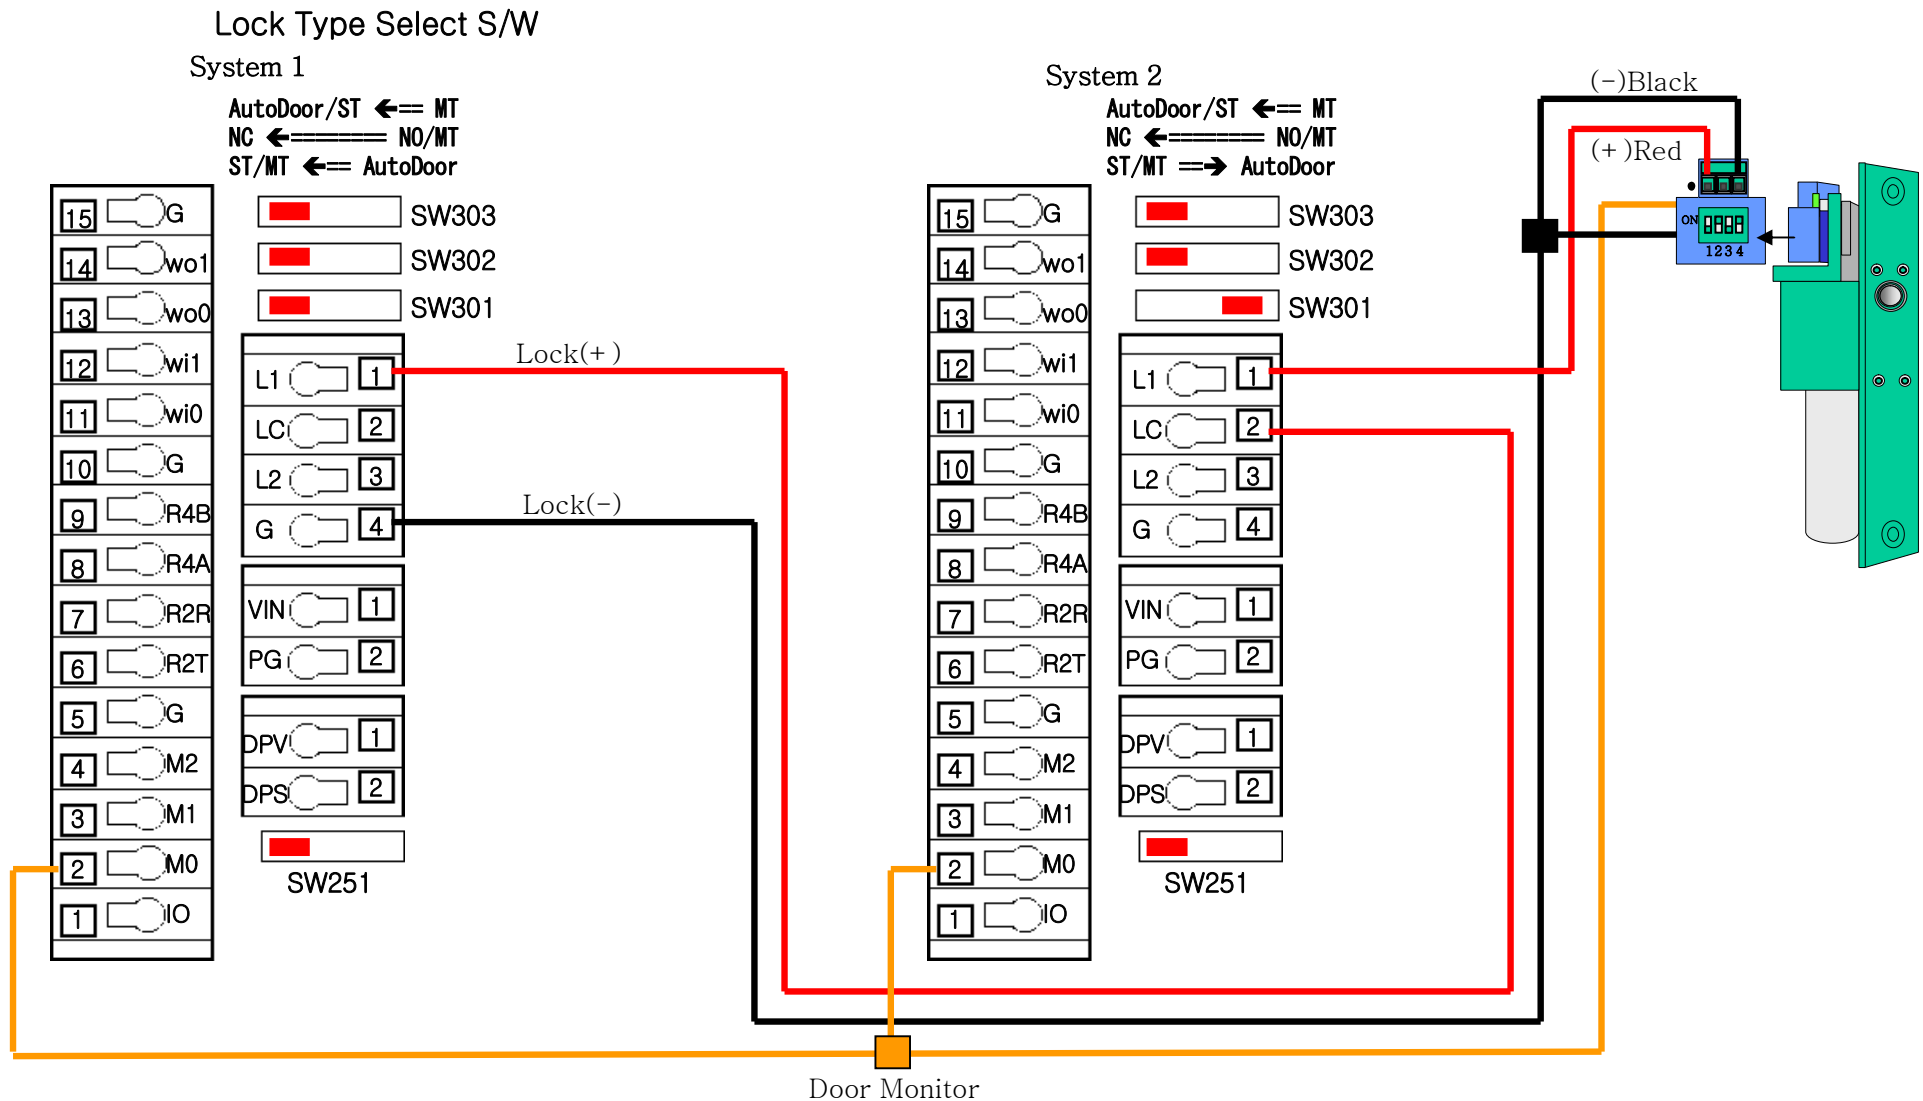 Lock Type Select S/W
System 1
AutoDoor/ST ←== MT
NC ←======== NO/MT
ST/MT ←== AutoDoor
15 G
14 wo1
13 wo0
12 wi1
11 wi0
10 G
9 R4B
8 R4A
7 R2R
6 R2T
5 G
4 M2
3 M1
2 M0
1 IO
SW303
SW302
SW301
L1 1
LC 2
L2 3
G 4
VIN 1
PG 2
DPV 1
DPS 2
SW251
Lock(+)
Lock(-)
System 2
AutoDoor/ST ←== MT
NC ←======== NO/MT
ST/MT ==→ AutoDoor
15 G
14 wo1
13 wo0
12 wi1
11 wi0
10 G
9 R4B
8 R4A
7 R2R
6 R2T
5 G
4 M2
3 M1
2 M0
1 IO
SW303
SW302
SW301
L1 1
LC 2
L2 3
G 4
VIN 1
PG 2
DPV 1
DPS 2
SW251
(-)Black
(+)Red
ON
1234
Door Monitor